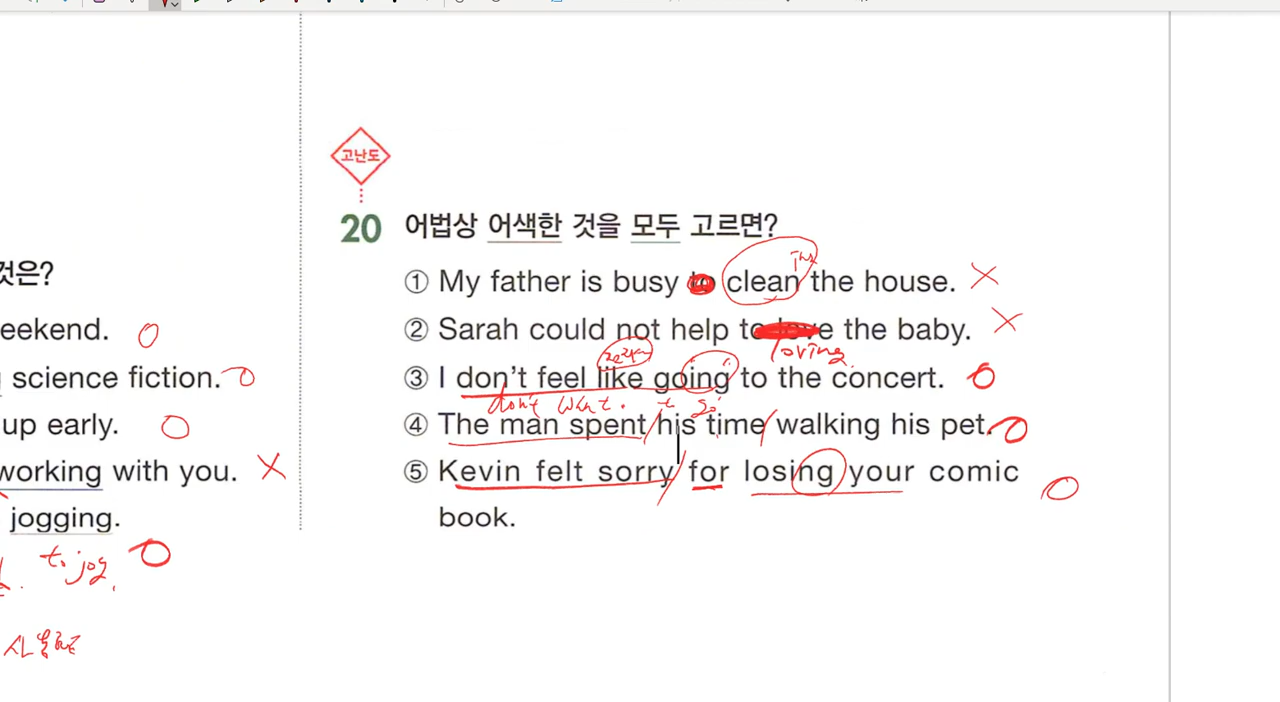 고난도
20 어법상 어색한 것을 모두 고르면?
① My father is busy to clean the house. X
ing
② Sarah could not help to love the baby. X
loving
③ I don't feel like going to the concert. O
don't want to go
④ The man spent his time walking his pet. O
⑤ Kevin felt sorry for losing your comic O
book.
것은?
eekend. O
science fiction. O
up early. O
working with you. X
jogging.
to jog. O